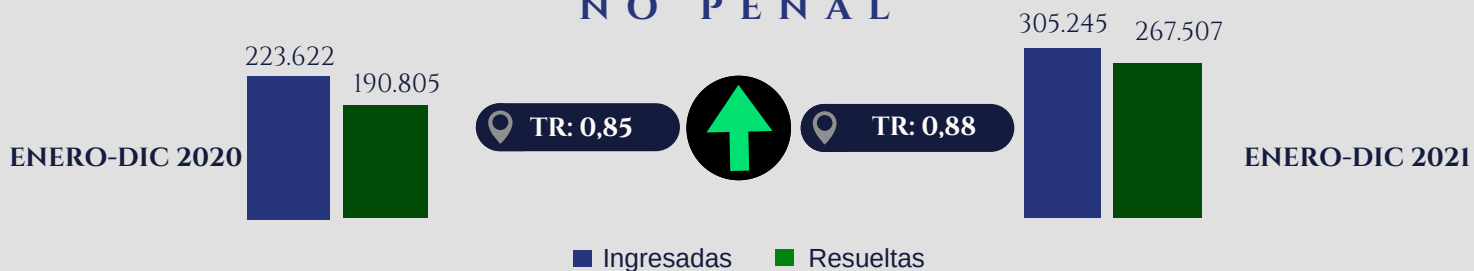 NO PENAL
223.622
190.805
ENERO-DIC 2020
TR: 0,85
TR: 0,88
305.245
267.507
ENERO-DIC 2021
Ingresadas
Resueltas